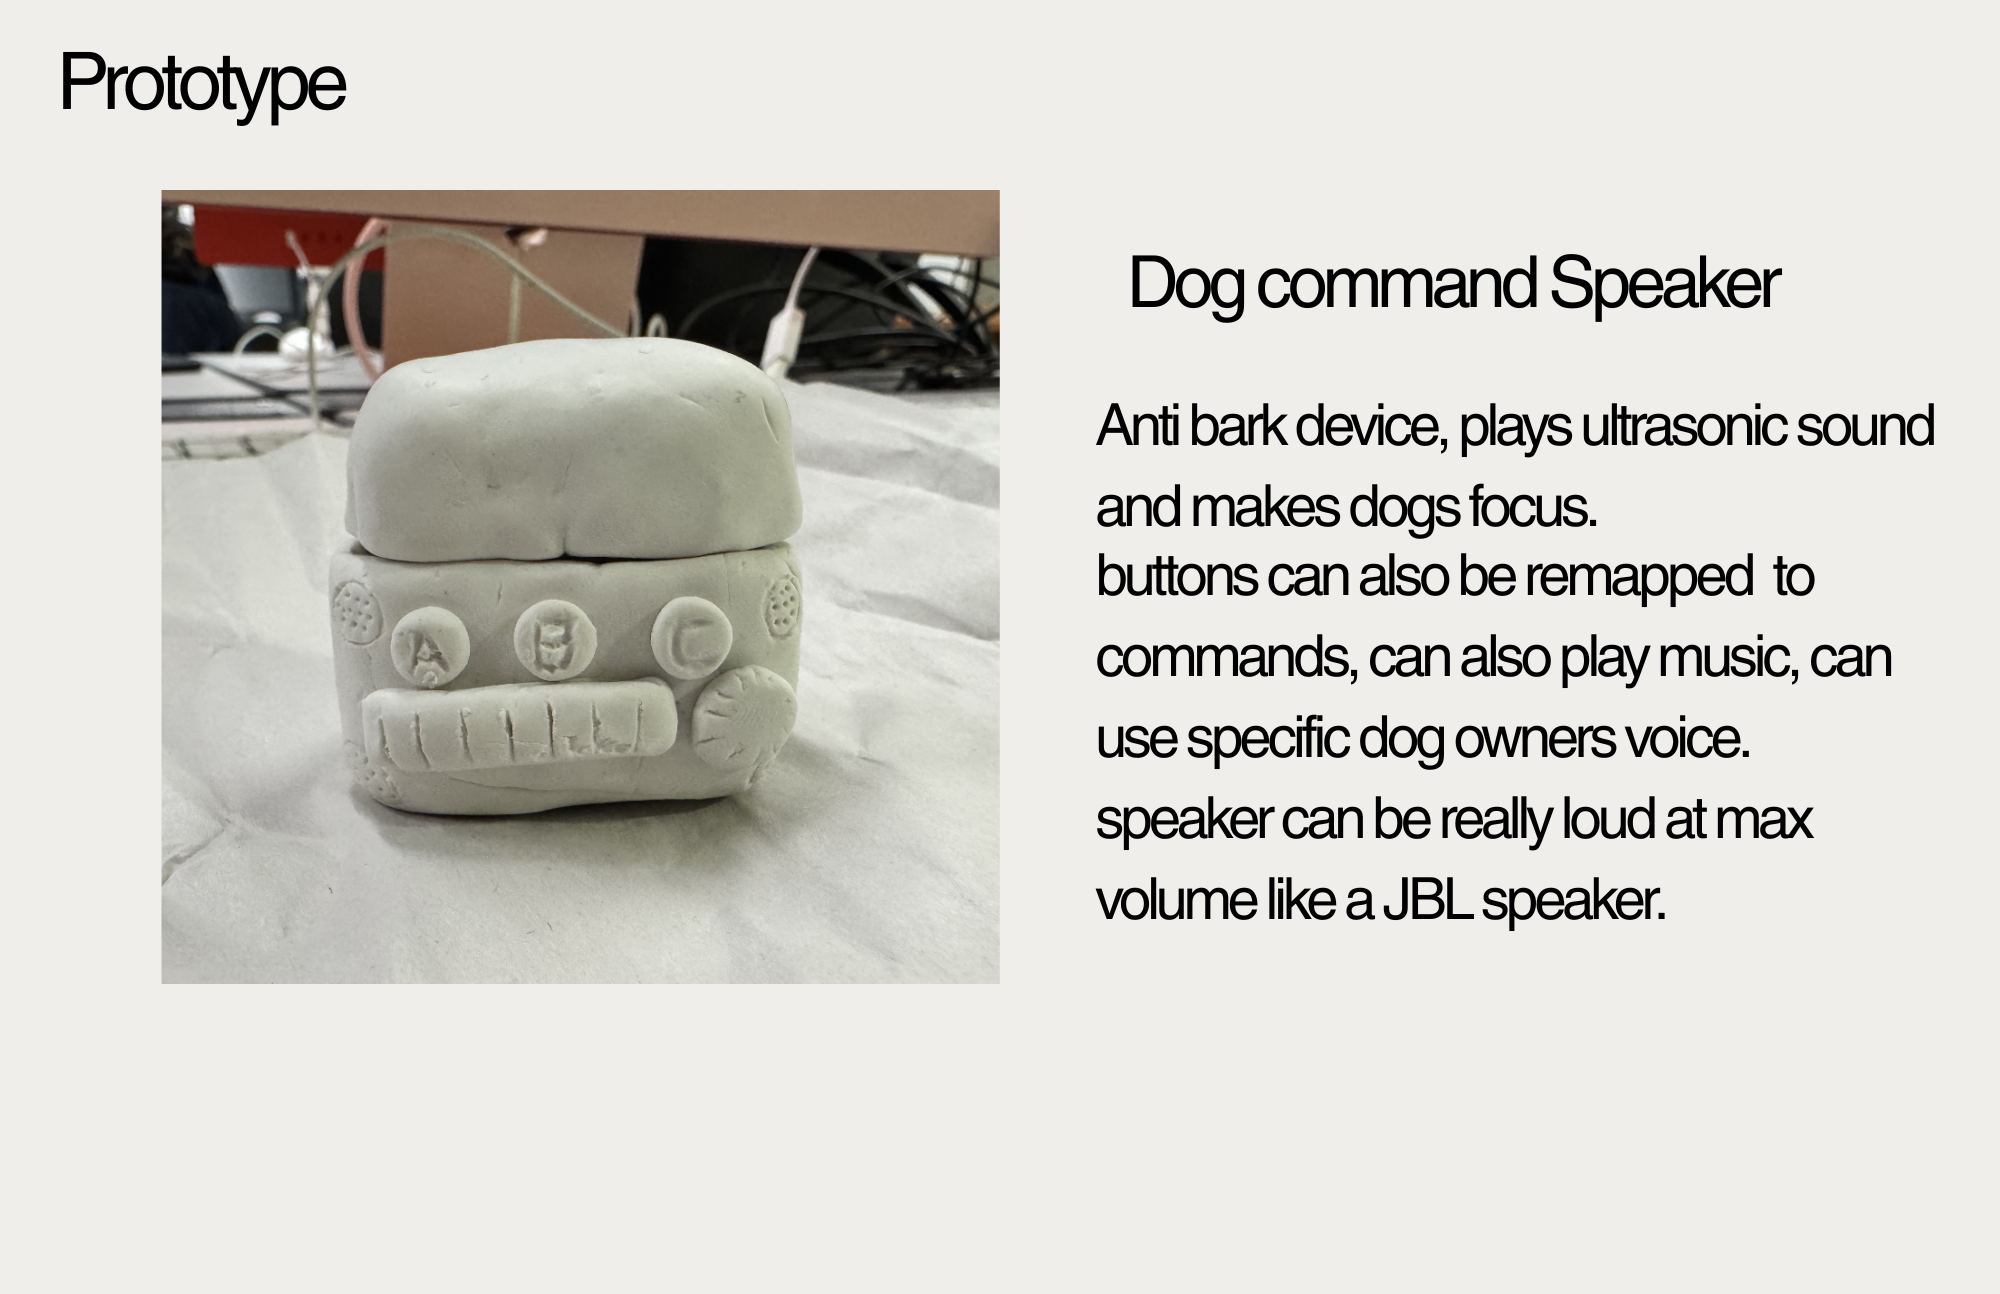 Prototype
Dog command Speaker
Anti bark device, plays ultrasonic sound
and makes dogs focus.
buttons can also be remapped  to
commands, can also play music, can
use specific dog owners voice.
speaker can be really loud at max
volume like a JBL speaker.
A B C